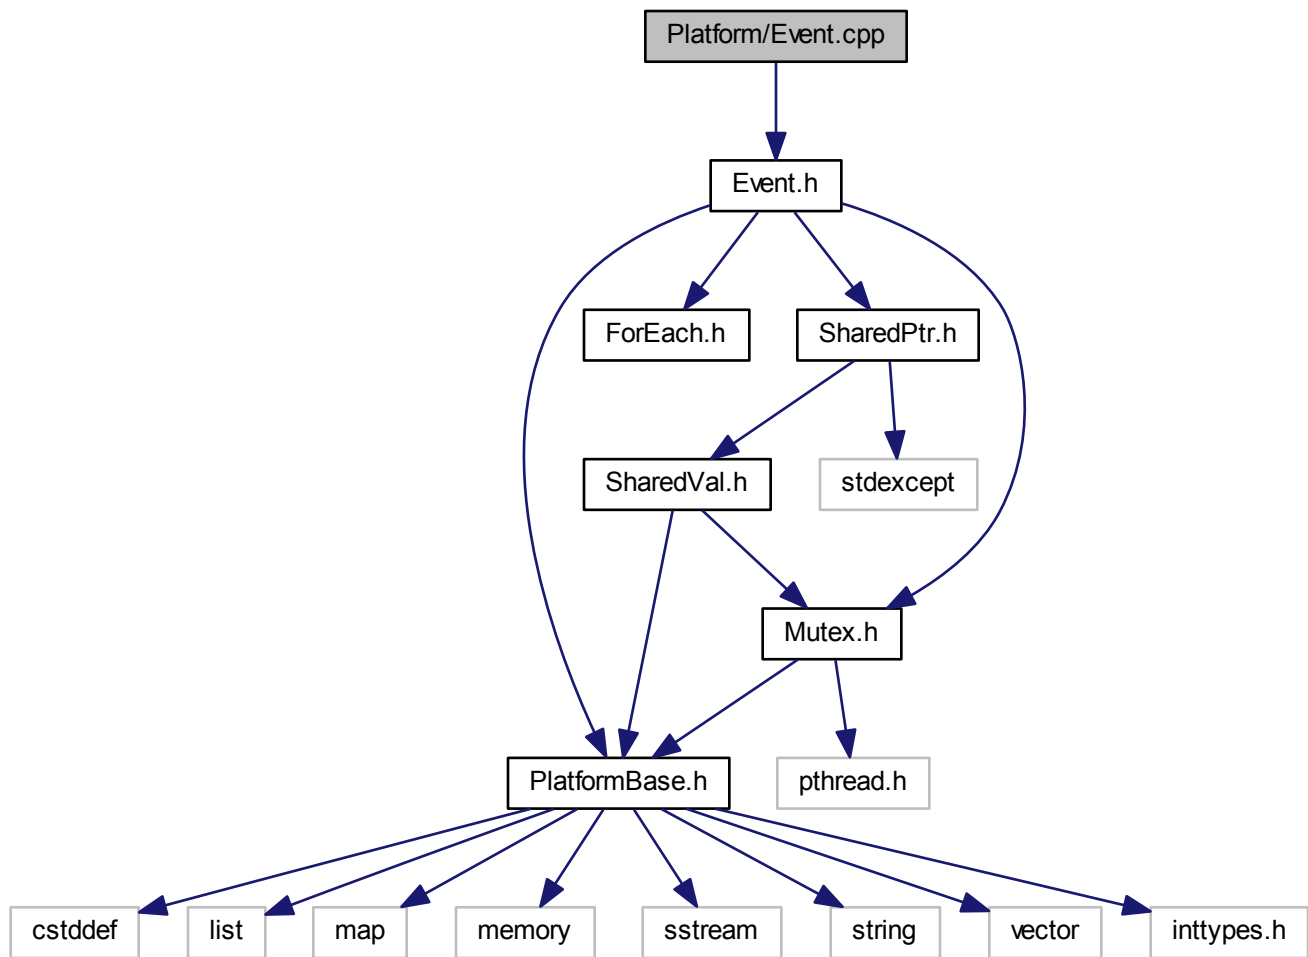 Platform/Event.cpp
Event.h
ForEach.h
SharedPtr.h
SharedVal.h
stdexcept
Mutex.h
PlatformBase.h
pthread.h
cstddef
list
map
memory
sstream
string
vector
inttypes.h